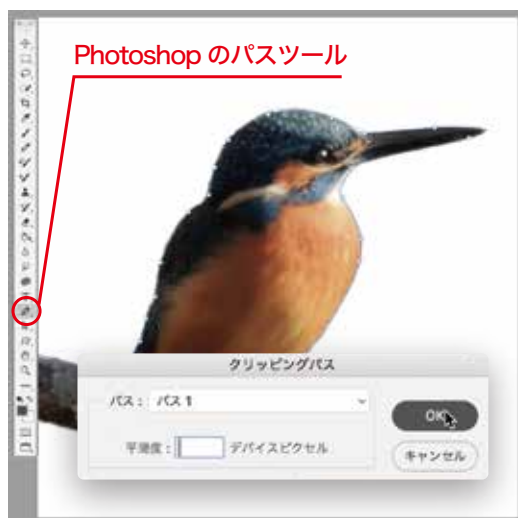 Photoshop のパスツール
クリッピングパス
パス： パス 1
OK
平滑度： デバイスピクセル
キャンセル